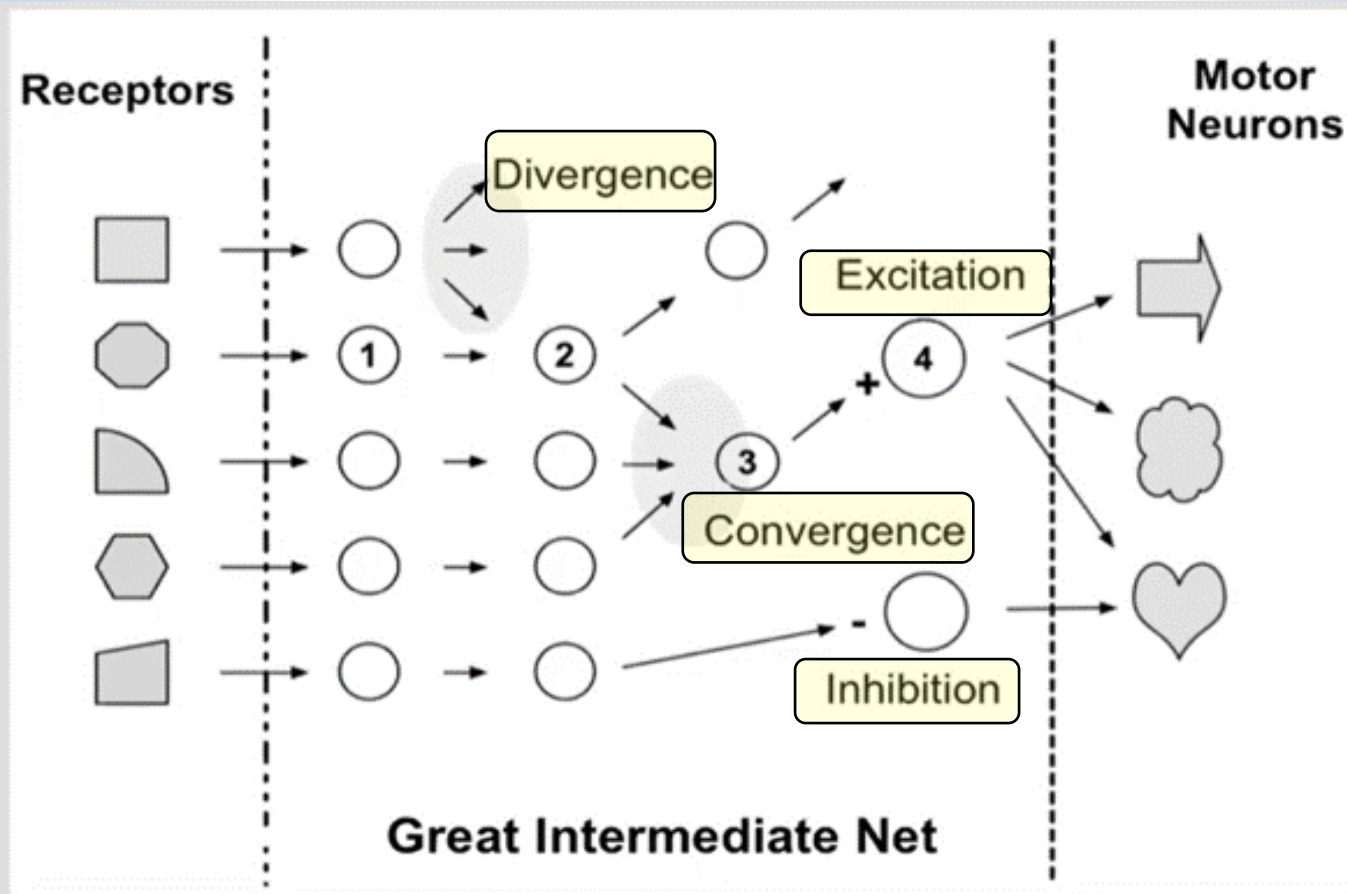 Receptors
Motor
Neurons
Divergence
Excitation
1
2
4
+
3
Convergence
-
Inhibition
Great Intermediate Net